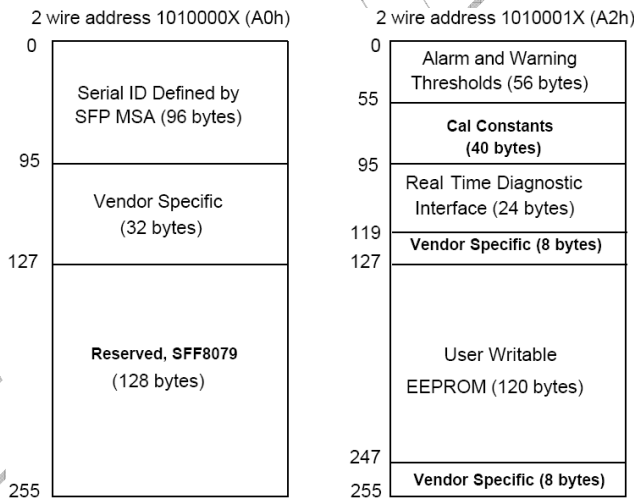 2 wire address 1010000X (A0h)
0
Serial ID Defined by
SFP MSA (96 bytes)
95
Vendor Specific
(32 bytes)
127
Reserved, SFF8079
(128 bytes)
255
2 wire address 1010001X (A2h)
0
Alarm and Warning
Thresholds (56 bytes)
55
Cal Constants
(40 bytes)
95
Real Time Diagnostic
Interface (24 bytes)
119
Vendor Specific (8 bytes)
127
User Writable
EEPROM (120 bytes)
247
Vendor Specific (8 bytes)
255